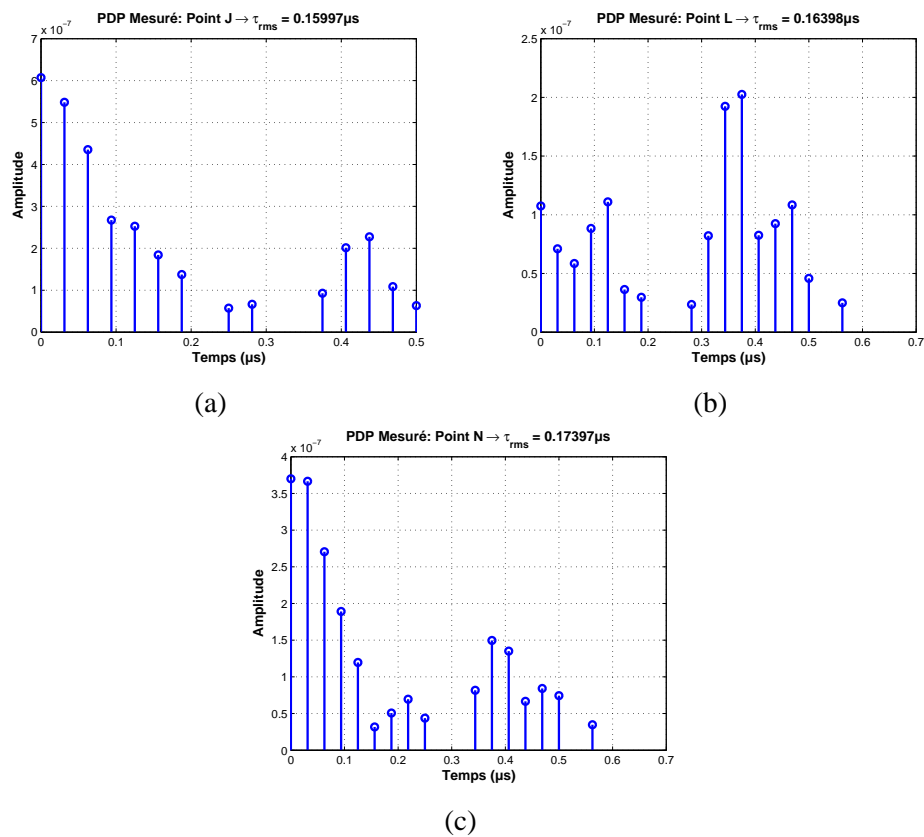 PDP Mesuré: Point J → τrms = 0.15997µs
x 10⁻⁷
7
6
5
4
3
2
1
0
Amplitude
0 0.1 0.2 0.3 0.4 0.5
Temps (µs)
(a)
PDP Mesuré: Point L → τrms = 0.16398µs
x 10⁻⁷
2.5
2
1.5
1
0.5
0
Amplitude
0 0.1 0.2 0.3 0.4 0.5 0.6 0.7
Temps (µs)
(b)
PDP Mesuré: Point N → τrms = 0.17397µs
x 10⁻⁷
4
3.5
3
2.5
2
1.5
1
0.5
0
Amplitude
0 0.1 0.2 0.3 0.4 0.5 0.6 0.7
Temps (µs)
(c)